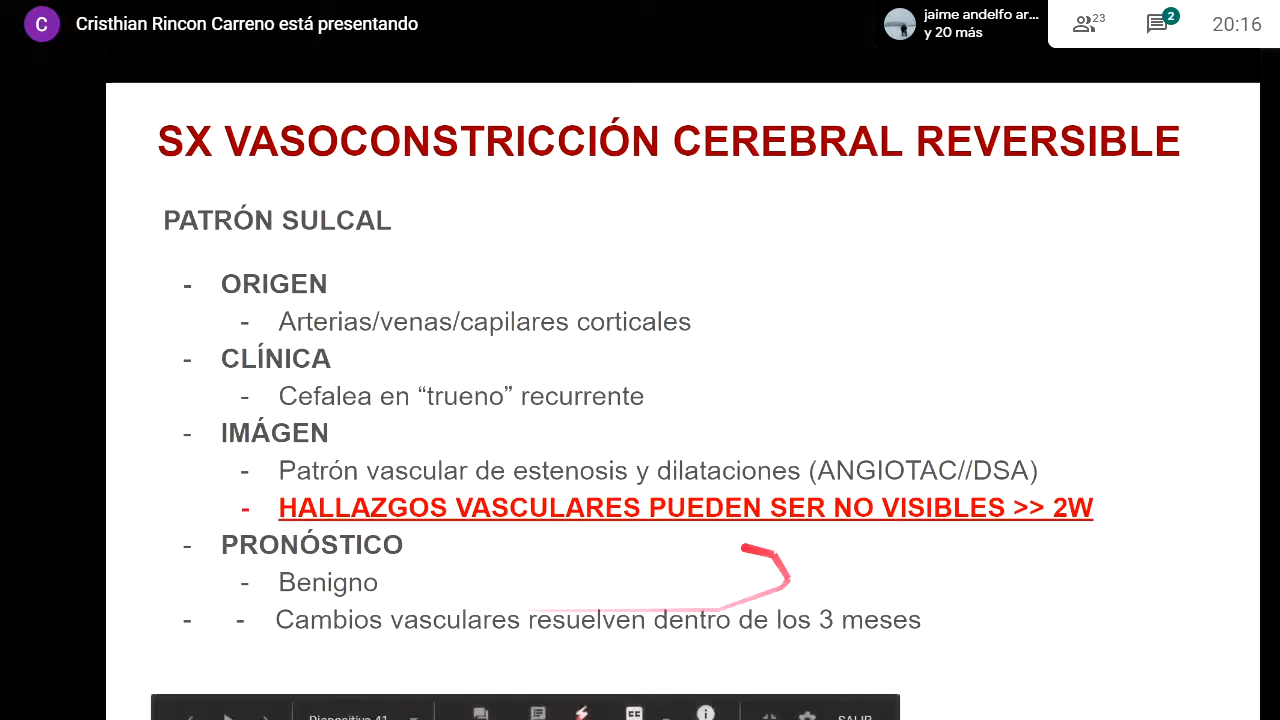 C Cristhian Rincon Carreno está presentando
jaime andelfo ar...
y 20 más
23
2
20:16
SX VASOCONSTRICCIÓN CEREBRAL REVERSIBLE
PATRÓN SULCAL
- ORIGEN
- Arterias/venas/capilares corticales
- CLÍNICA
- Cefalea en “trueno” recurrente
- IMÁGEN
- Patrón vascular de estenosis y dilataciones (ANGIOTAC//DSA)
- HALLAZGOS VASCULARES PUEDEN SER NO VISIBLES >> 2W
- PRONÓSTICO
- Benigno
- - Cambios vasculares resuelven dentro de los 3 meses
Diapositiva 41
CC
SALIR